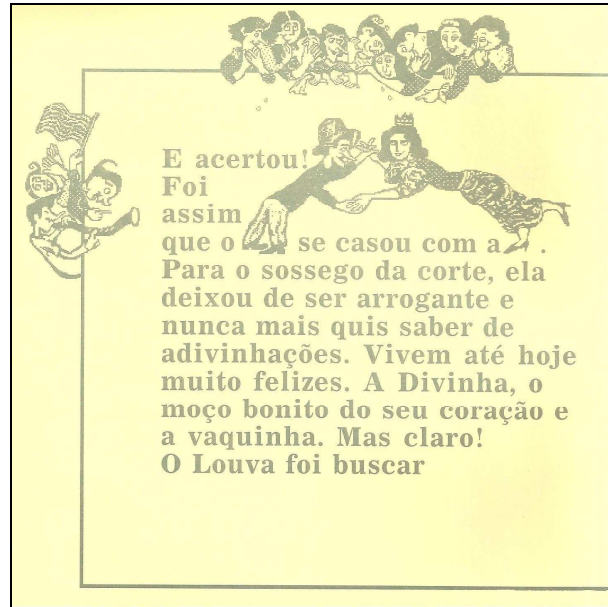 E acertou!
Foi
assim
que o se casou com a .
Para o sossego da corte, ela
deixou de ser arrogante e
nunca mais quis saber de
adivinhações. Vivem até hoje
muito felizes. A Divinha, o
moço bonito do seu coração e
a vaquinha. Mas claro!
O Louva foi buscar